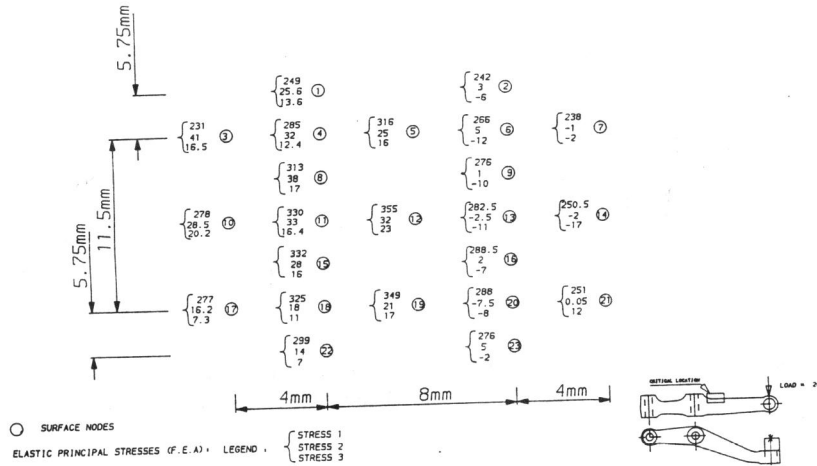 5.75mm
249 25.6 13.6 1
242 3 -6 2
231 41 16.5 3
285 32 12.4 4
316 25 16 5
266 5 -12 6
238 -1 -2 7
313 38 17 8
276 1 -10 9
11.5mm
278 28.5 20.2 10
330 33 16.4 11
355 32 23 12
282.5 -2.5 -11 13
250.5 -2 -17 14
332 28 16 15
288.5 2 -7 16
5.75mm
277 16.2 7.3 17
325 18 11 18
349 21 17 19
288 -7.5 -8 20
251 0.05 12 21
299 14 7 22
276 5 -2 23
4mm 8mm 4mm
CRITICAL LOCATION
LOAD = 2
SURFACE NODES
ELASTIC PRINCIPAL STRESSES (F.E.A), LEGEND , STRESS 1
STRESS 2
STRESS 3